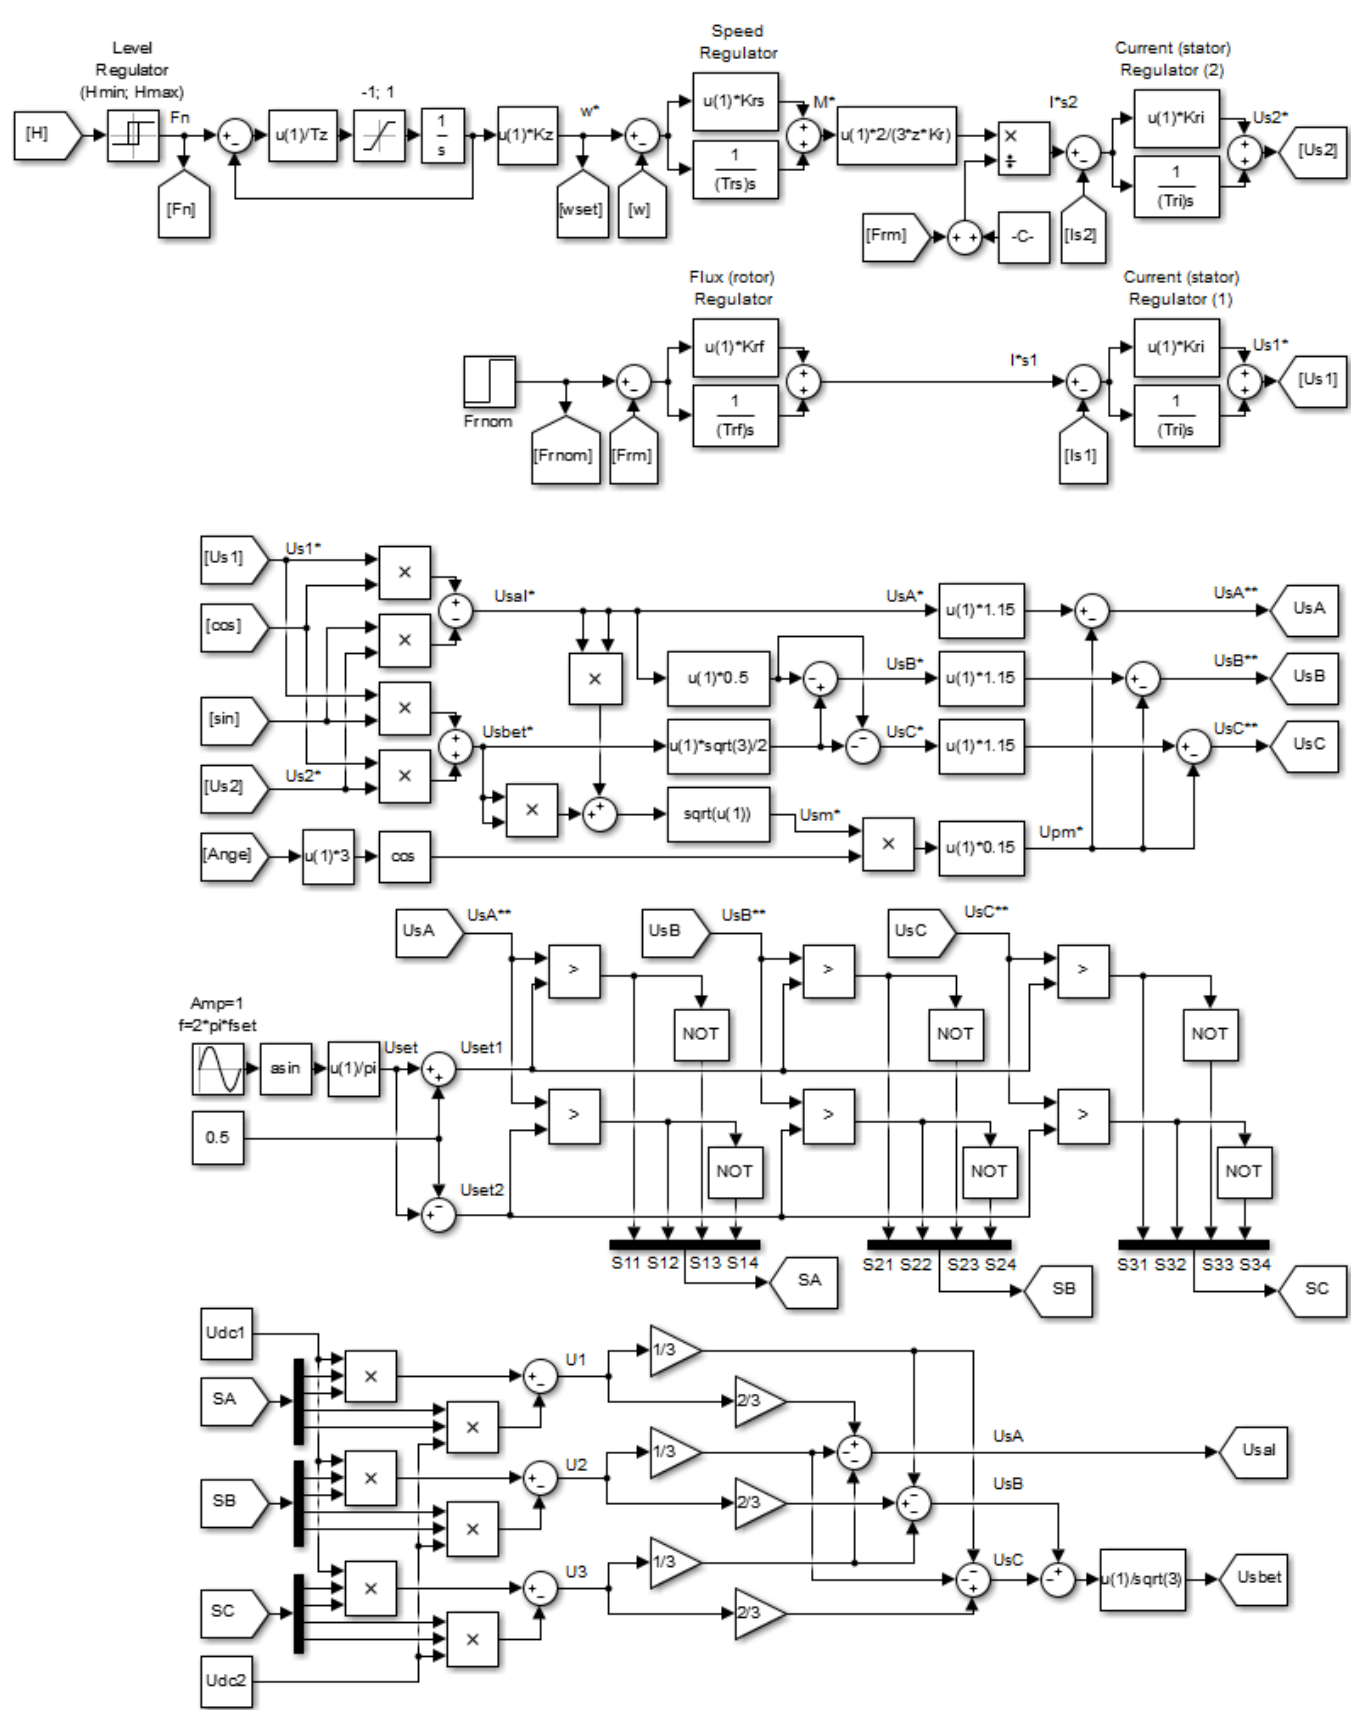 Level
Regulator
(Hmin; Hmax)
Speed
Regulator
Current (stator)
Regulator (2)
[H]
Fn
[Fn]
+
-
u(1)/Tz
-1; 1
1
s
u(1)*Kz
w*
[wset]
+
-
[w]
u(1)*Krs
1
(Trs)s
M*
+
+
u(1)*2/(3*z*Kr)
×
÷
[Frm]
+ +
-C-
I*s2
+
-
[Is2]
u(1)*Kri
1
(Tri)s
Us2*
+
+
[Us2]
Flux (rotor)
Regulator
Current (stator)
Regulator (1)
Frnom
[Frnom]
+
-
[Frm]
u(1)*Krf
1
(Trf)s
+
+
I*s1
+
-
[Is1]
u(1)*Kri
1
(Tri)s
Us1*
+
+
[Us1]
[Us1]
Us1*
[cos]
[sin]
[Us2]
Us2*
[Ange]
u(1)*3
cos
×
×
×
×
+
-
+
+
Usal*
Usbet*
×
×
+ +
u(1)*0.5
u(1)*sqrt(3)/2
sqrt(u(1))
-
+
-
Usm*
×
UsA*
UsB*
UsC*
u(1)*1.15
u(1)*1.15
u(1)*1.15
u(1)*0.15
Upm*
+
-
+
-
+
-
UsA**
UsB**
UsC**
UsA
UsB
UsC
UsA
UsA**
UsB
UsB**
UsC
UsC**
>
>
>
NOT
NOT
NOT
Amp=1
f=2*pi*fset
asin
u(1)/pi
Uset
+
+
Uset1
0.5
+
-
Uset2
>
>
>
NOT
NOT
NOT
S11 S12 S13 S14
S21 S22 S23 S24
S31 S32 S33 S34
SA
SB
SC
Udc1
SA
SB
SC
Udc2
×
×
×
×
×
×
+
-
+
-
+
-
U1
U2
U3
1/3
2/3
1/3
2/3
1/3
2/3
+
-
-
-
+
-
-
-
+
UsA
UsB
UsC
- +
u(1)/sqrt(3)
Usal
Usbet